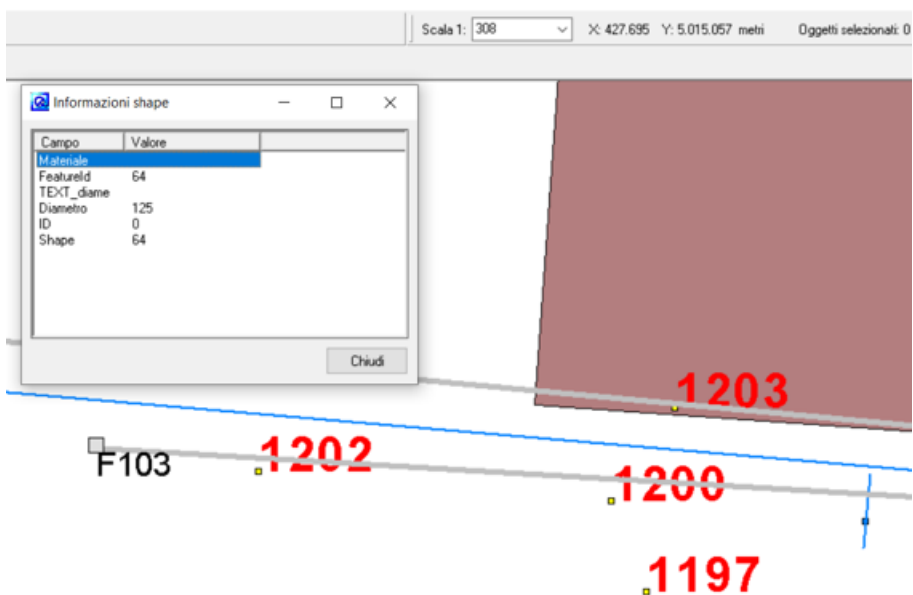 Scala 1: 308 X: 427.695 Y: 5.015.057 metri Oggetti selezionati: 0
Informazioni shape
Campo Valore
Materiale
FeatureId 64
TEXT_diame
Diametro 125
ID 0
Shape 64
Chiudi
1203
F103 1202
1200
1197